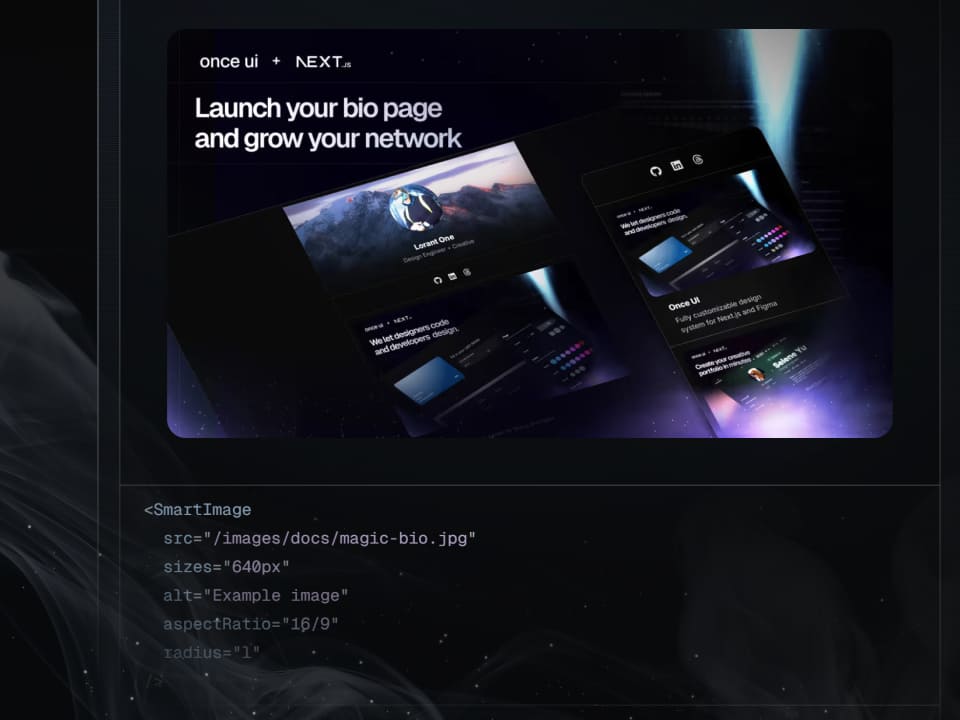 once ui + NEXT.JS
Launch your bio page
and grow your network
Lorant One
Design Engineer + Creative
once ui + NEXT.
We let designers code
and developers design.
once ui + NEXT.
We let designers code
and developers design.
Once UI
Fully customizable design
system for Next.js and Figma
once ui + NEXT.
Create your creative
portfolio in minutes
Selene Yu
<SmartImage
  src="/images/docs/magic-bio.jpg"
  sizes="640px"
  alt="Example image"
  aspectRatio="16/9"
  radius="l"
/>